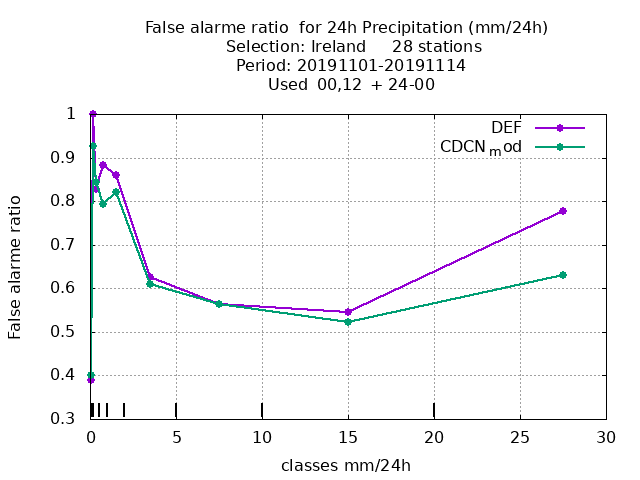 False alarme ratio  for 24h Precipitation (mm/24h)
Selection: Ireland     28 stations
Period: 20191101-20191114
Used  00,12  + 24-00
DEF
CDCN_mod
1
0.9
0.8
0.7
0.6
0.5
0.4
0.3
False alarme ratio
0 5 10 15 20 25 30
classes mm/24h